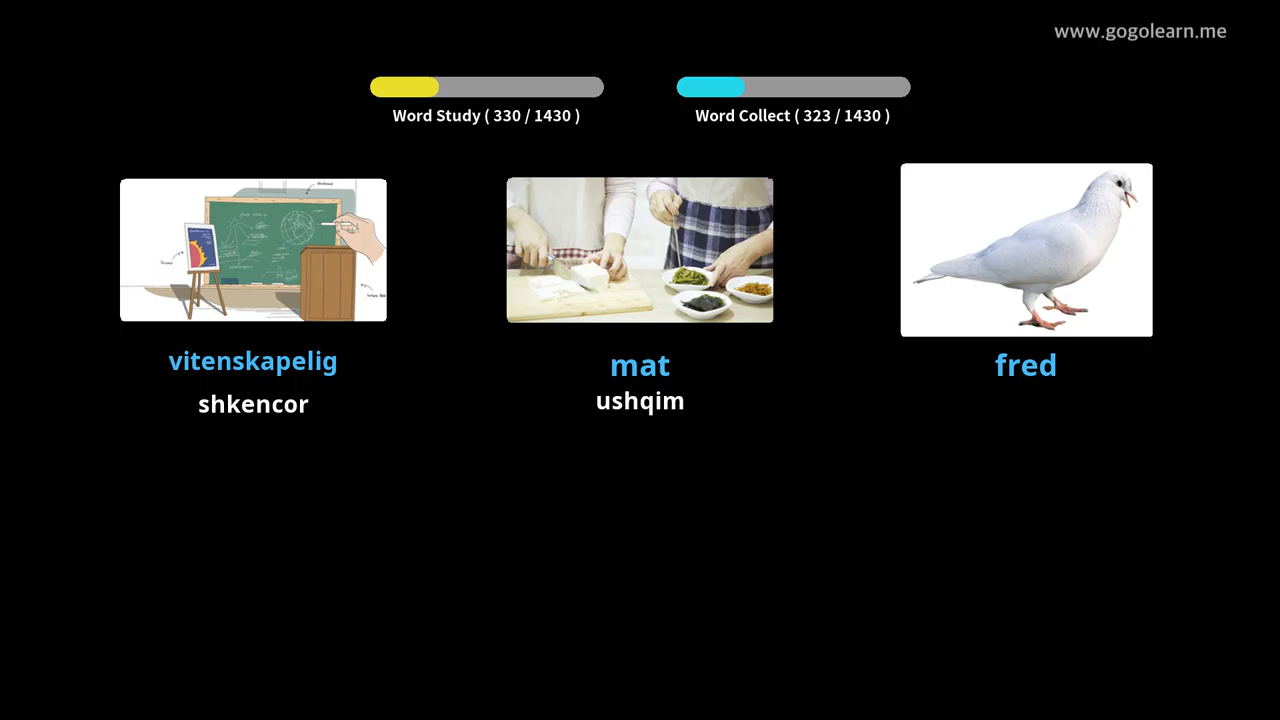 www.gogolearn.me
Word Study ( 330 / 1430 )
Word Collect ( 323 / 1430 )
vitenskapelig
shkencor
mat
ushqim
fred